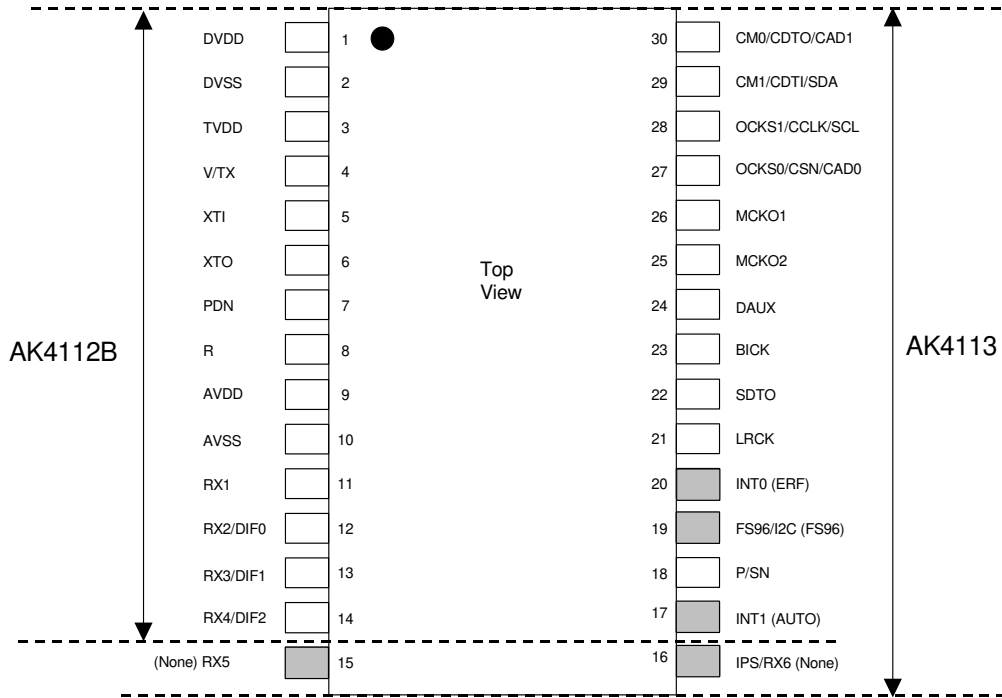 DVDD 1 30 CM0/CDTO/CAD1
DVSS 2 29 CM1/CDTI/SDA
TVDD 3 28 OCKS1/CCLK/SCL
V/TX 4 27 OCKS0/CSN/CAD0
XTI 5 26 MCKO1
XTO 6 25 MCKO2
Top
View
PDN 7 24 DAUX
AK4112B
R 8 23 BICK
AK4113
AVDD 9 22 SDTO
AVSS 10 21 LRCK
RX1 11 20 INT0 (ERF)
RX2/DIF0 12 19 FS96/I2C (FS96)
RX3/DIF1 13 18 P/SN
RX4/DIF2 14 17 INT1 (AUTO)
(None) RX5 15 16 IPS/RX6 (None)